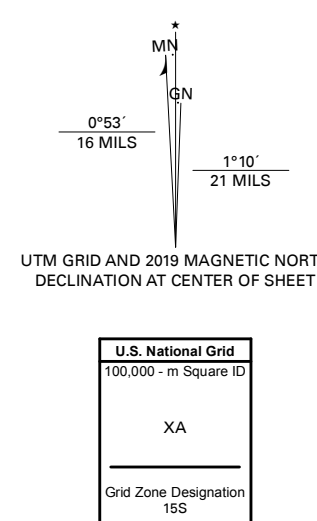 ★
MN
GN
0°53´
16 MILS
1°10´
21 MILS
UTM GRID AND 2019 MAGNETIC NORT
DECLINATION AT CENTER OF SHEET
U.S. National Grid
100,000 - m Square ID
XA
Grid Zone Designation
15S